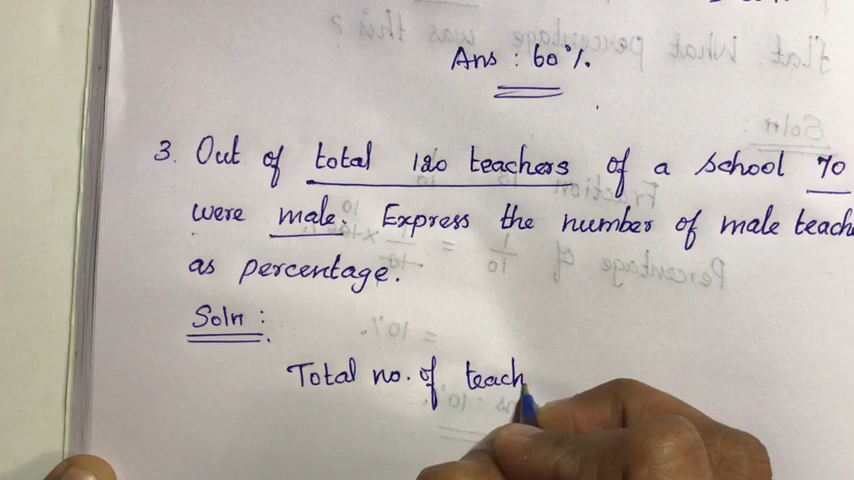 Ans : 60%.
3. Out of total 120 teachers of a school 70
were male. Express the number of male teach
as percentage.
Soln :
Total no. of teach